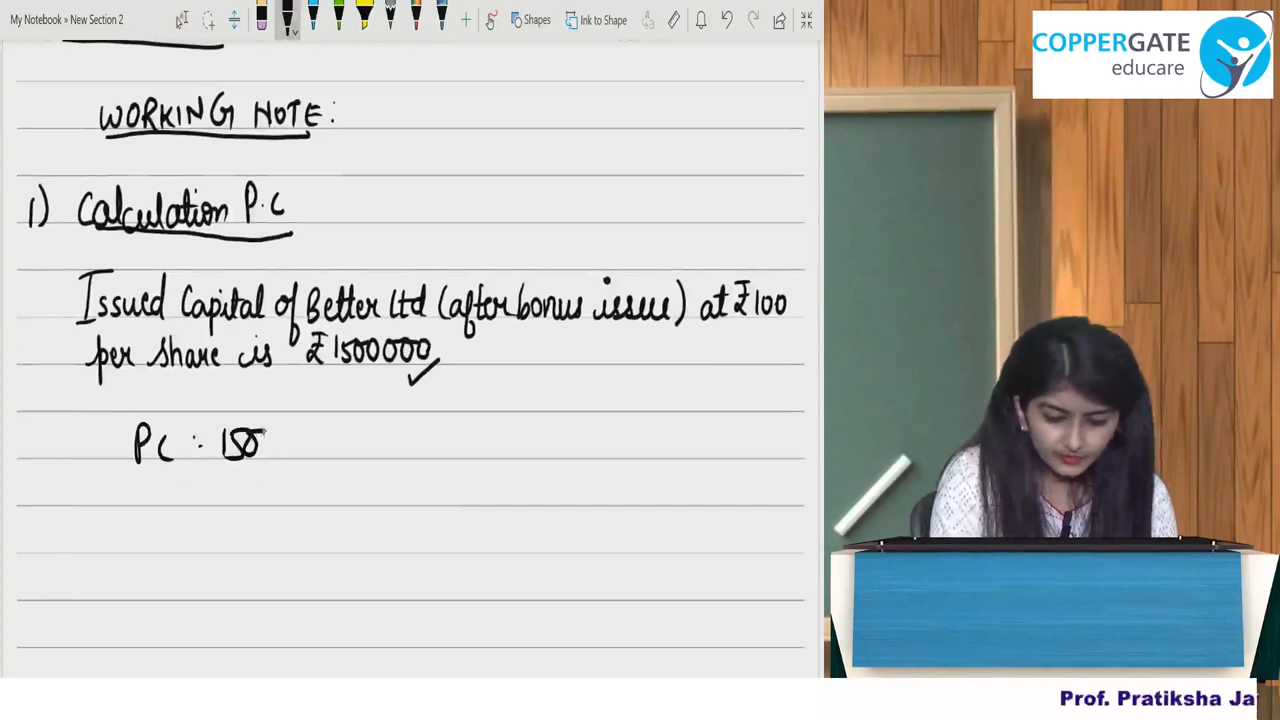 My Notebook » New Section 2
Shapes
Ink to Shape
COPPERGATE
educare
WORKING NOTE:
1) Calculation P.C
Issued Capital of Better Ltd (after bonus issue) at ₹100
per share is ₹1500000
PC : 150
Prof. Pratiksha Ja